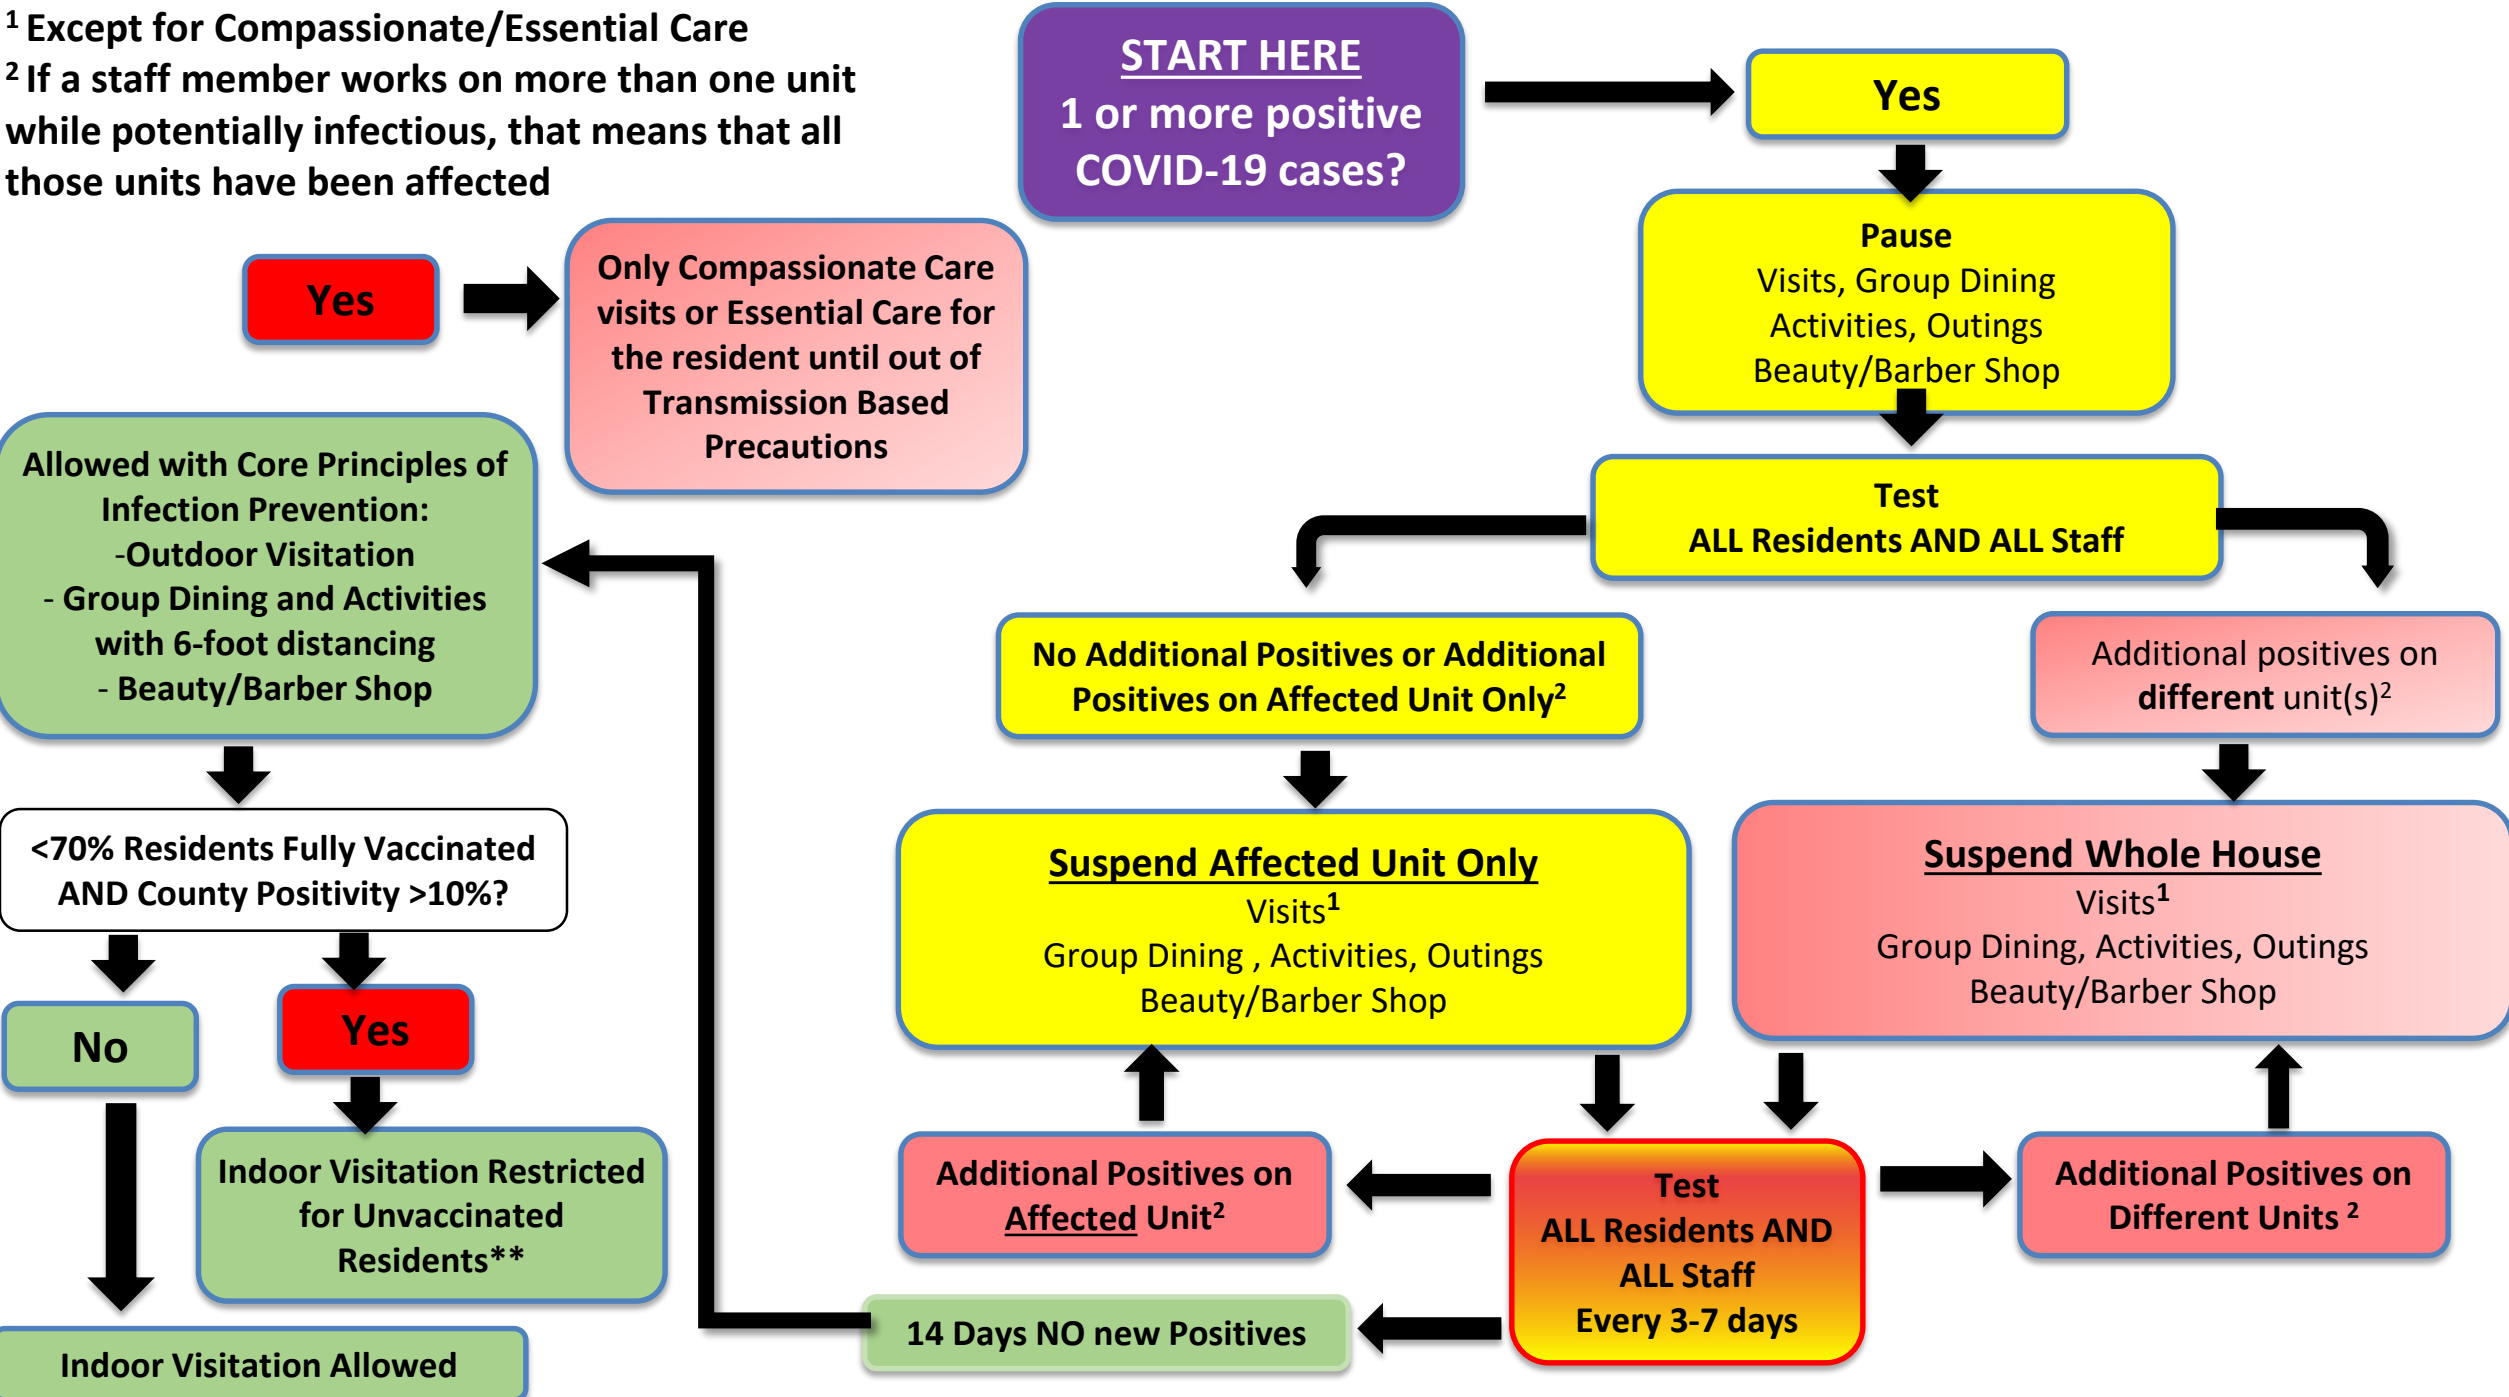 ¹ Except for Compassionate/Essential Care
² If a staff member works on more than one unit
while potentially infectious, that means that all
those units have been affected
START HERE
1 or more positive
COVID-19 cases?
Yes
Pause
Visits, Group Dining
Activities, Outings
Beauty/Barber Shop
Yes
Only Compassionate Care
visits or Essential Care for
the resident until out of
Transmission Based
Precautions
Test
ALL Residents AND ALL Staff
Allowed with Core Principles of
Infection Prevention:
-Outdoor Visitation
- Group Dining and Activities
with 6-foot distancing
- Beauty/Barber Shop
No Additional Positives or Additional
Positives on Affected Unit Only²
Additional positives on
different unit(s)²
<70% Residents Fully Vaccinated
AND County Positivity >10%?
Suspend Affected Unit Only
Visits¹
Group Dining , Activities, Outings
Beauty/Barber Shop
Suspend Whole House
Visits¹
Group Dining, Activities, Outings
Beauty/Barber Shop
No
Yes
Indoor Visitation Restricted
for Unvaccinated
Residents**
Additional Positives on
Affected Unit²
Test
ALL Residents AND
ALL Staff
Every 3-7 days
Additional Positives on
Different Units ²
14 Days NO new Positives
Indoor Visitation Allowed